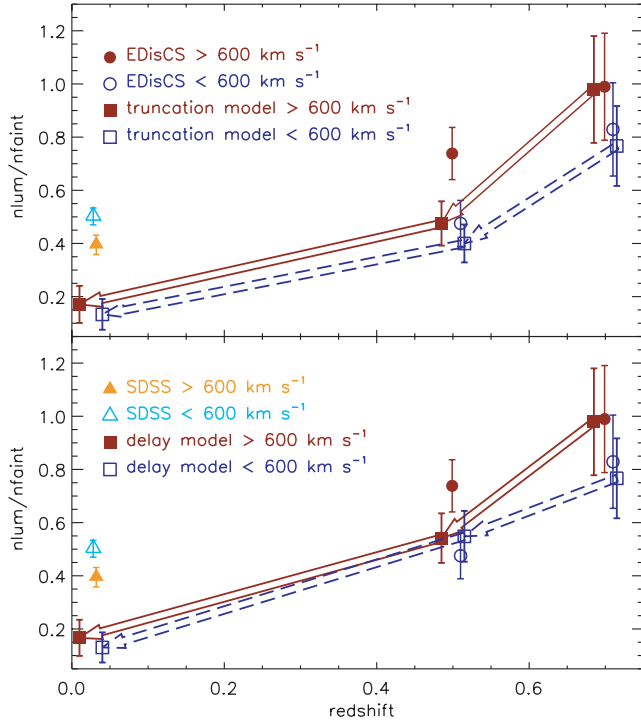 1.2
1.0
0.8
0.6
0.4
0.2
nlum/nfaint
EDisCS > 600 km s⁻¹
EDisCS < 600 km s⁻¹
truncation model > 600 km s⁻¹
truncation model < 600 km s⁻¹
1.2
1.0
0.8
0.6
0.4
0.2
nlum/nfaint
SDSS > 600 km s⁻¹
SDSS < 600 km s⁻¹
delay model > 600 km s⁻¹
delay model < 600 km s⁻¹
0.0 0.2 0.4 0.6
redshift